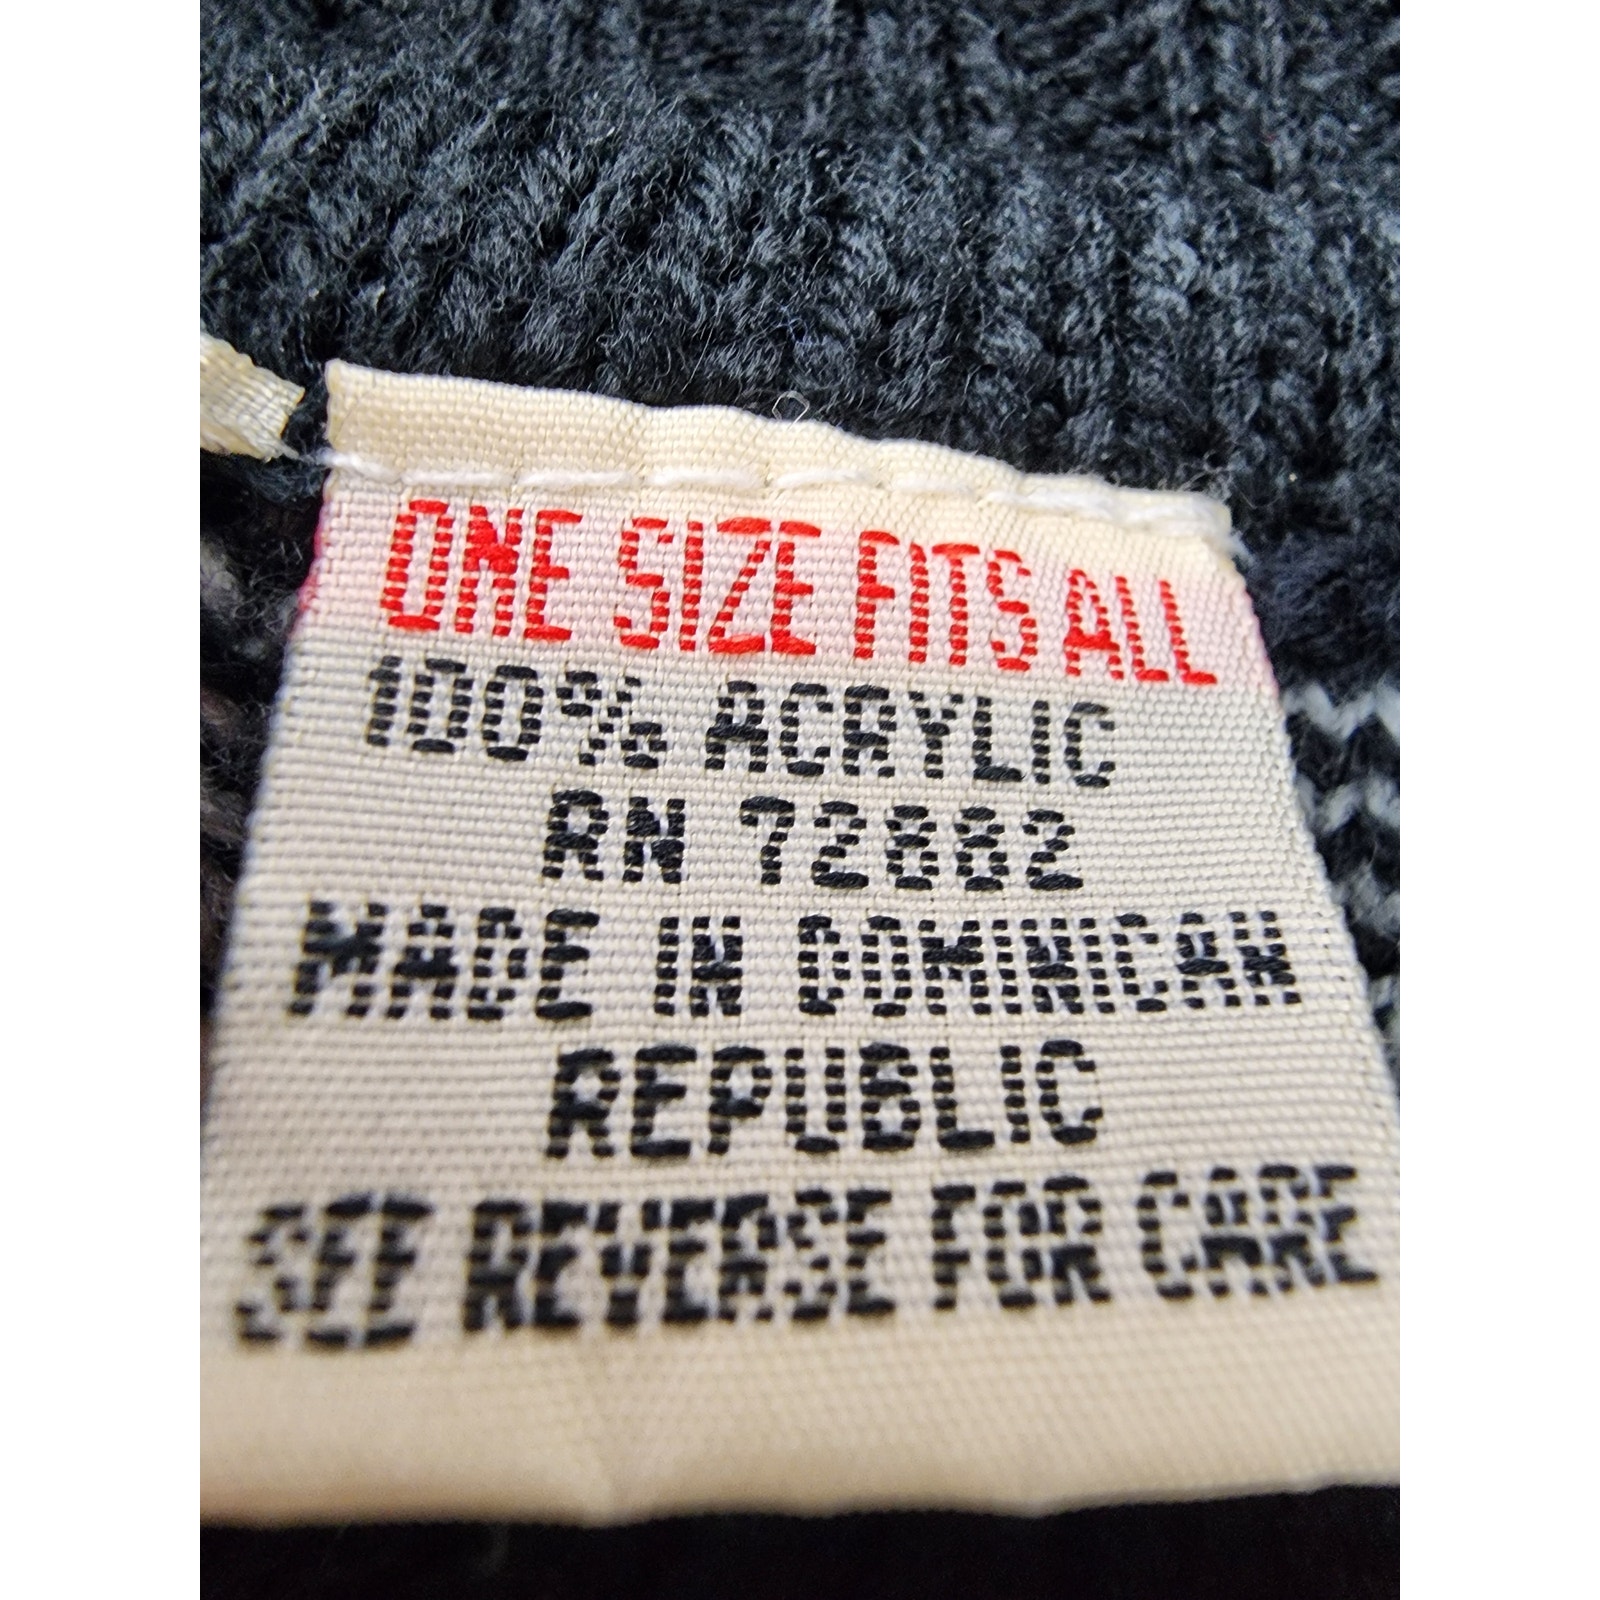 ONE SIZE FITS ALL
100% ACRYLIC
RN 72882
MADE IN DOMINICAN
REPUBLIC
SEE REVERSE FOR CARE